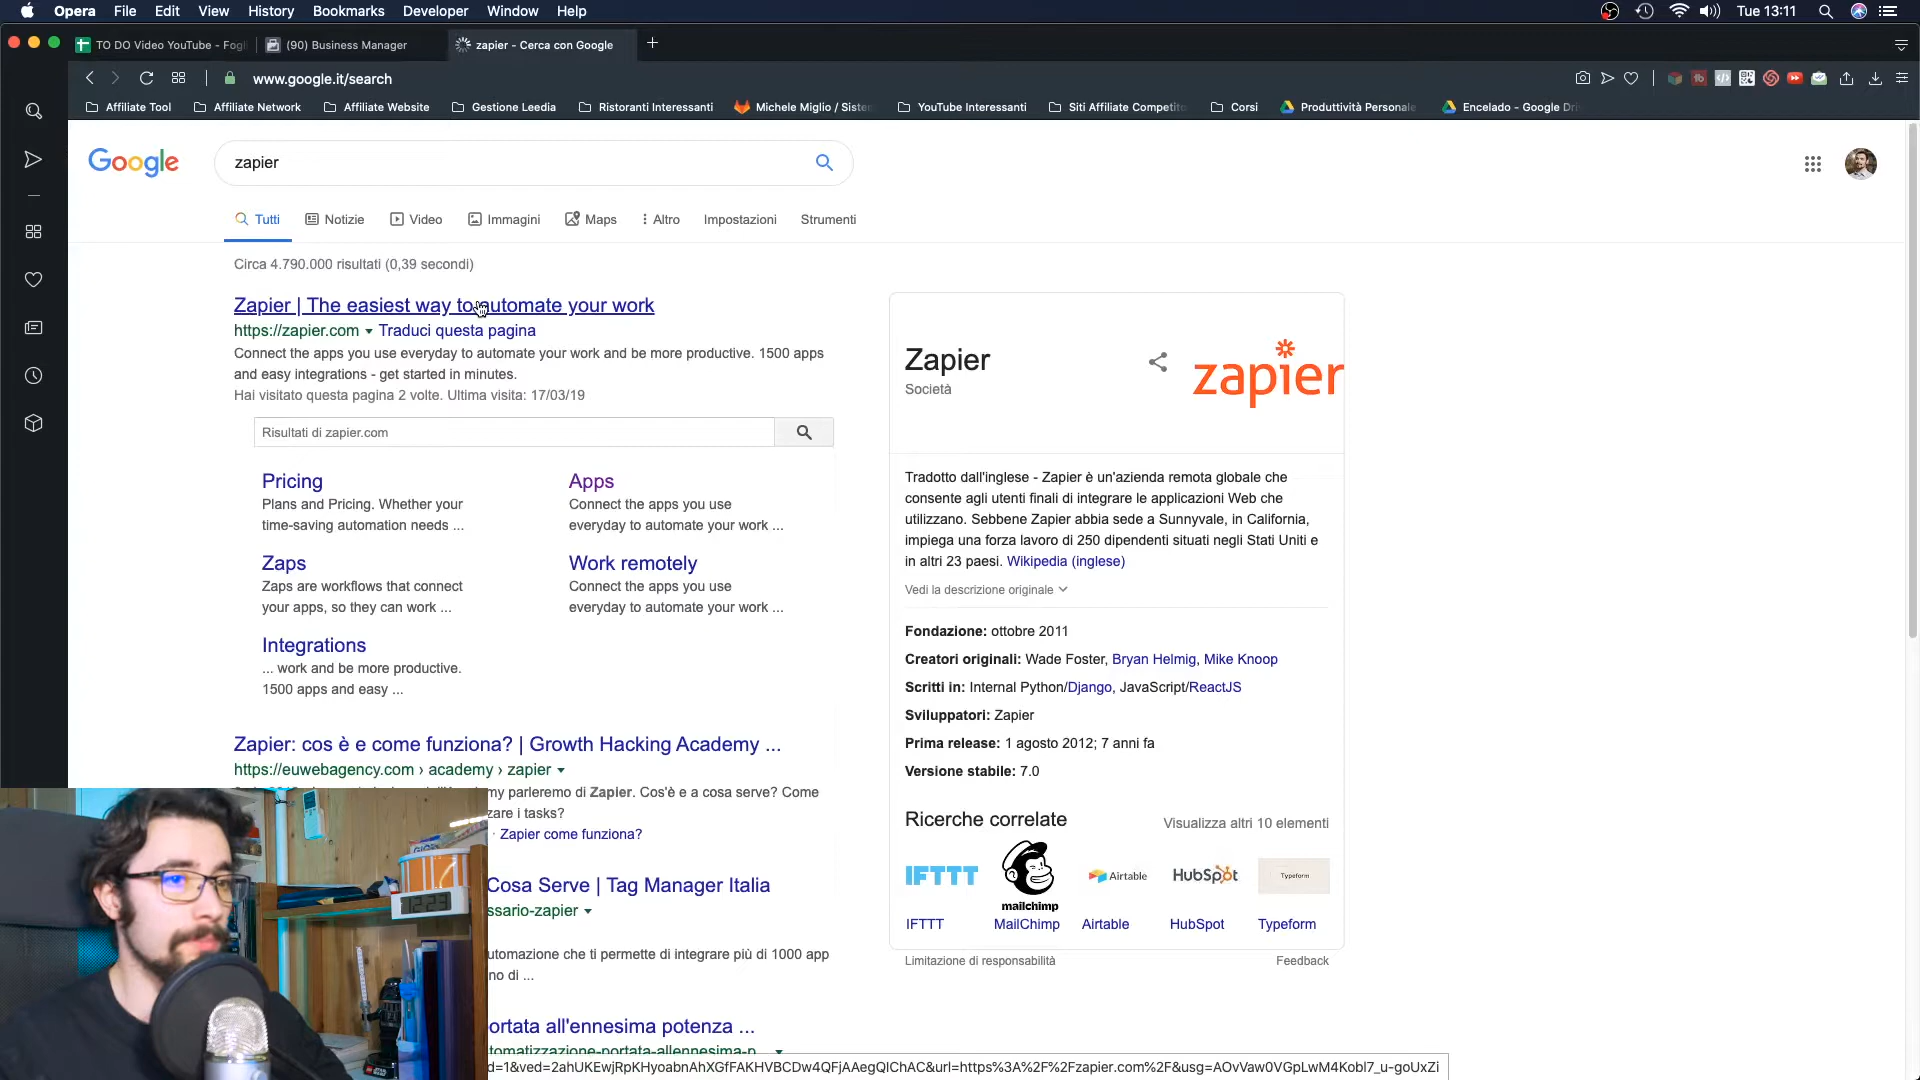 Opera File Edit View History Bookmarks Developer Window Help Tue 13:11
TO DO Video YouTube - Fogli (90) Business Manager zapier - Cerca con Google
www.google.it/search
Affiliate Tool Affiliate Network Affiliate Website Gestione Leedia Ristoranti Interessanti Michele Miglio / Sistem YouTube Interessanti Siti Affiliate Competito Corsi Produttività Personale Encelado - Google Dri
Google zapier
Tutti Notizie Video Immagini Maps Altro Impostazioni Strumenti
Circa 4.790.000 risultati (0,39 secondi)
Zapier | The easiest way to automate your work
https://zapier.com Traduci questa pagina
Connect the apps you use everyday to automate your work and be more productive. 1500 apps
and easy integrations - get started in minutes.
Hai visitato questa pagina 2 volte. Ultima visita: 17/03/19
Risultati di zapier.com
Pricing
Plans and Pricing. Whether your
time-saving automation needs ...
Apps
Connect the apps you use
everyday to automate your work ...
Zaps
Zaps are workflows that connect
your apps, so they can work ...
Work remotely
Connect the apps you use
everyday to automate your work ...
Integrations
... work and be more productive.
1500 apps and easy ...
Zapier: cos è e come funziona? | Growth Hacking Academy ...
https://euwebagency.com › academy › zapier
my parleremo di Zapier. Cos'è e a cosa serve? Come
zare i tasks?
· Zapier come funziona?
Cosa Serve | Tag Manager Italia
ssario-zapier
utomazione che ti permette di integrare più di 1000 app
no di ...
ortata all'ennesima potenza ...
tomatizzazione-portata-allennesima-p...
d=1&ved=2ahUKEwjRpKHyoabnAhXGfFAKHVBCDw4QFjAAegQIChAC&url=https%3A%2F%2Fzapier.com%2F&usg=AOvVaw0VGpLwM4Kobl7_u-goUxZi
Zapier
Società
zapier
Tradotto dall'inglese - Zapier è un'azienda remota globale che
consente agli utenti finali di integrare le applicazioni Web che
utilizzano. Sebbene Zapier abbia sede a Sunnyvale, in California,
impiega una forza lavoro di 250 dipendenti situati negli Stati Uniti e
in altri 23 paesi. Wikipedia (inglese)
Vedi la descrizione originale
Fondazione: ottobre 2011
Creatori originali: Wade Foster, Bryan Helmig, Mike Knoop
Scritti in: Internal Python/Django, JavaScript/ReactJS
Sviluppatori: Zapier
Prima release: 1 agosto 2012; 7 anni fa
Versione stabile: 7.0
Ricerche correlate Visualizza altri 10 elementi
IFTTT mailchimp Airtable HubSpot Typeform
IFTTT MailChimp Airtable HubSpot Typeform
Limitazione di responsabilità Feedback
12:23